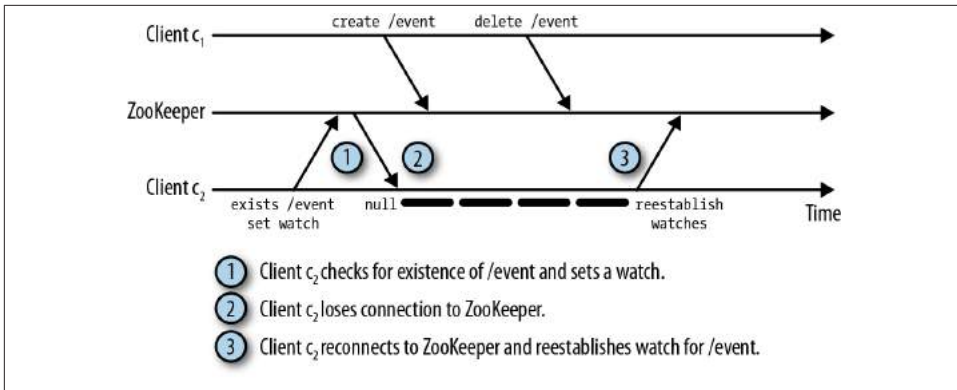 create /event delete /event
Client c1
ZooKeeper
1 2 3
Client c2
exists /event null reestablish
set watch watches Time
1 Client c2 checks for existence of /event and sets a watch.
2 Client c2 loses connection to ZooKeeper.
3 Client c2 reconnects to ZooKeeper and reestablishes watch for /event.